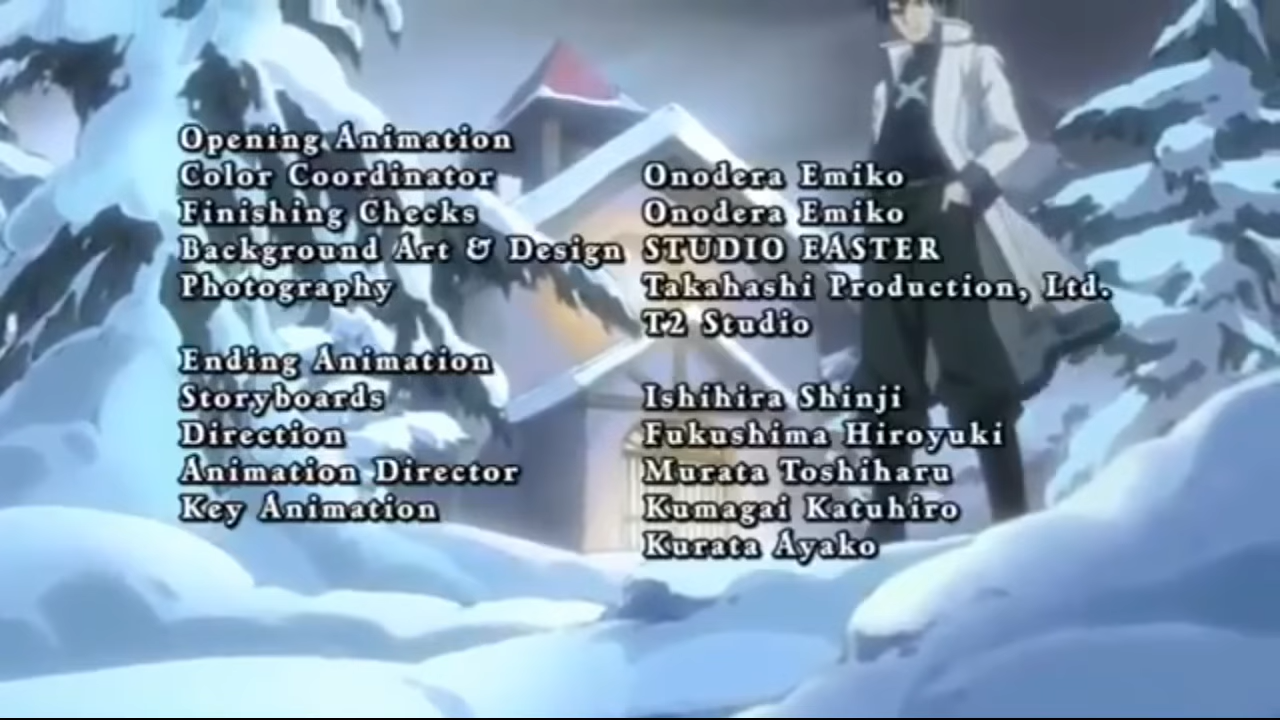 Opening Animation
Color Coordinator Onodera Emiko
Finishing Checks Onodera Emiko
Background Art & Design STUDIO EASTER
Photography Takahashi Production, Ltd.
T2 Studio
Ending Animation
Storyboards Ishihira Shinji
Direction Fukushima Hiroyuki
Animation Director Murata Toshiharu
Key Animation Kumagai Katuhiro
Kurata Ayako